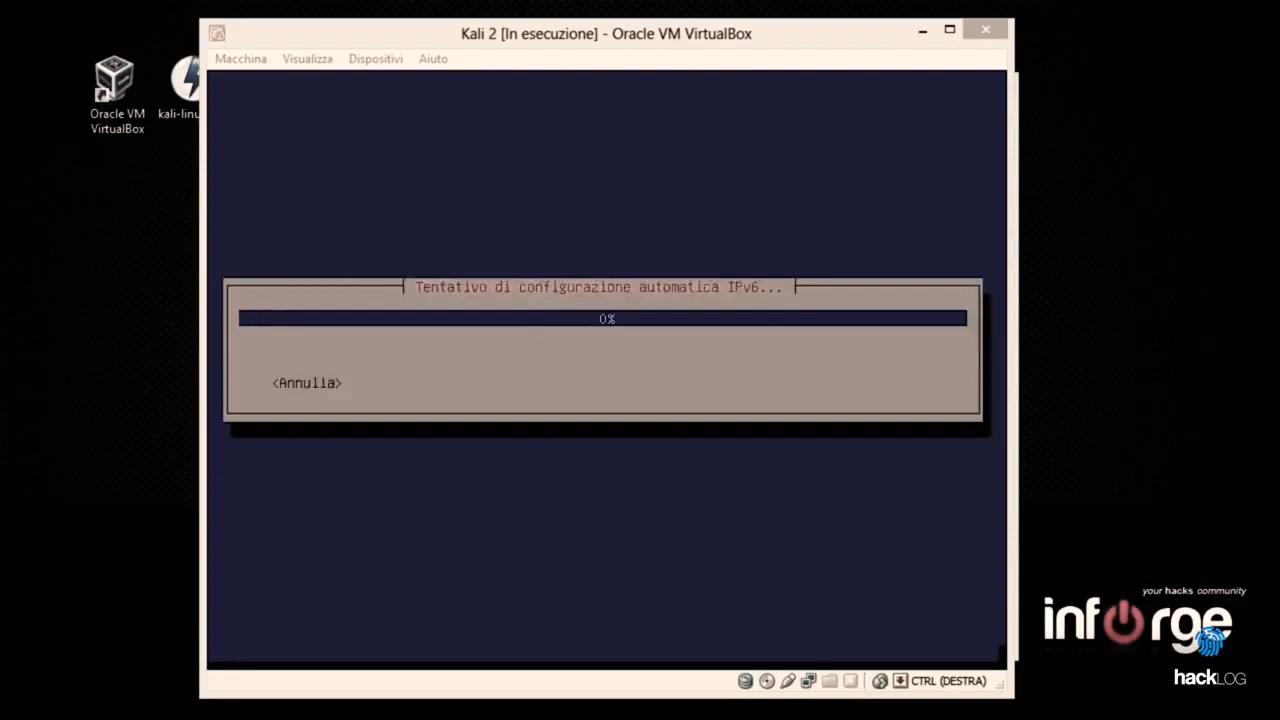 Kali 2 [In esecuzione] - Oracle VM VirtualBox
Macchina Visualizza Dispositivi Aiuto
Oracle VM
VirtualBox
kali-linu
Tentativo di configurazione automatica IPv6...
0%
<Annulla>
your hacks community
inforge
hackLOG
CTRL (DESTRA)